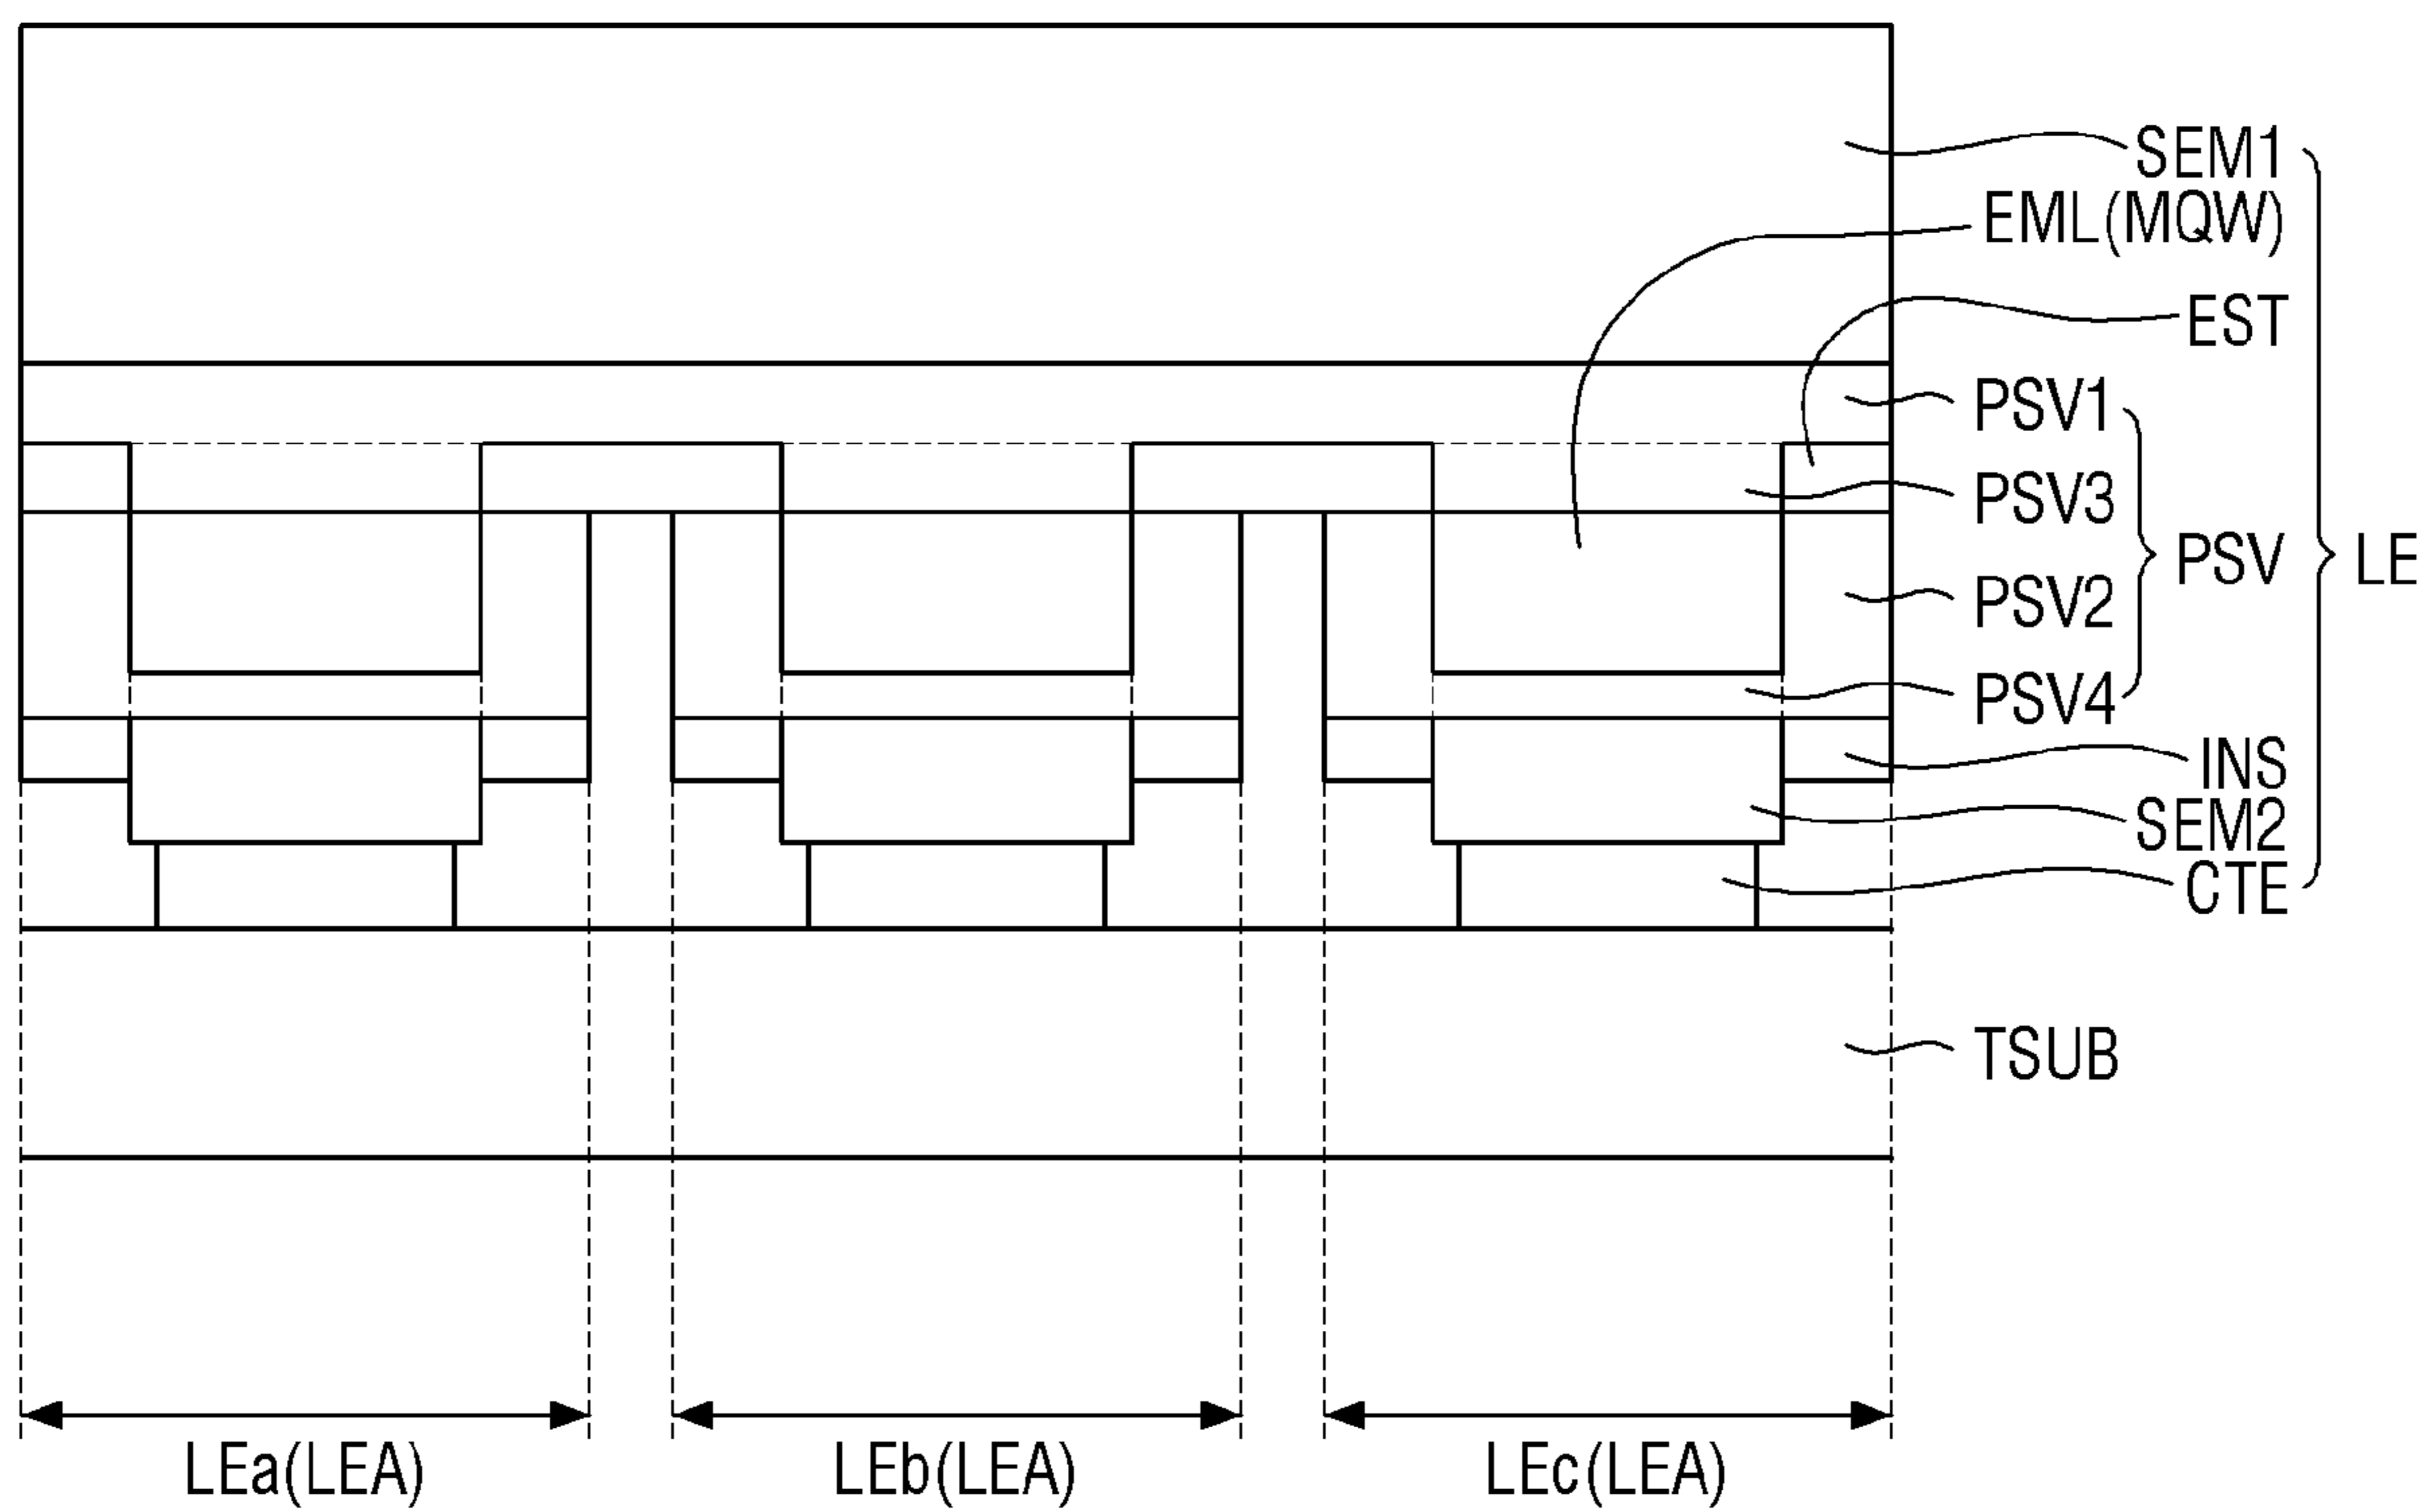 SEM1
EML(MQW)
EST
PSV1
PSV3
PSV LE
PSV2
PSV4
INS
SEM2
CTE
TSUB
LEa(LEA) LEb(LEA) LEc(LEA)